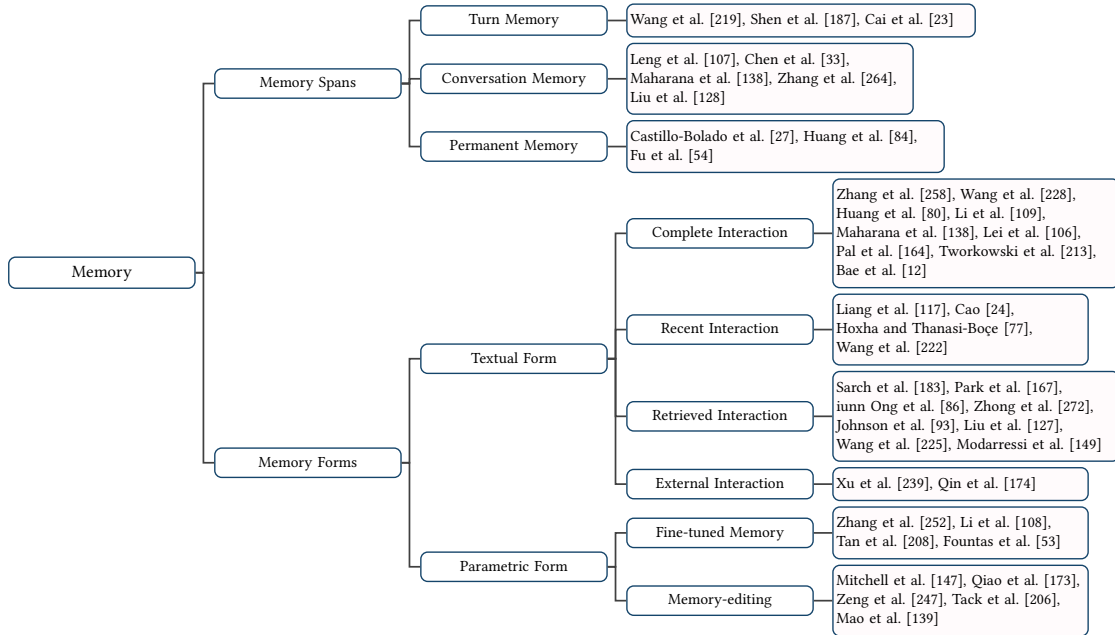 Memory
Memory Spans
Turn Memory
Wang et al. [219], Shen et al. [187], Cai et al. [23]
Conversation Memory
Leng et al. [107], Chen et al. [33],
Maharana et al. [138], Zhang et al. [264],
Liu et al. [128]
Permanent Memory
Castillo-Bolado et al. [27], Huang et al. [84],
Fu et al. [54]
Memory Forms
Textual Form
Complete Interaction
Zhang et al. [258], Wang et al. [228],
Huang et al. [80], Li et al. [109],
Maharana et al. [138], Lei et al. [106],
Pal et al. [164], Tworkowski et al. [213],
Bae et al. [12]
Recent Interaction
Liang et al. [117], Cao [24],
Hoxha and Thanasi-Boçe [77],
Wang et al. [222]
Retrieved Interaction
Sarch et al. [183], Park et al. [167],
iunn Ong et al. [86], Zhong et al. [272],
Johnson et al. [93], Liu et al. [127],
Wang et al. [225], Modarressi et al. [149]
External Interaction
Xu et al. [239], Qin et al. [174]
Parametric Form
Fine-tuned Memory
Zhang et al. [252], Li et al. [108],
Tan et al. [208], Fountas et al. [53]
Memory-editing
Mitchell et al. [147], Qiao et al. [173],
Zeng et al. [247], Tack et al. [206],
Mao et al. [139]